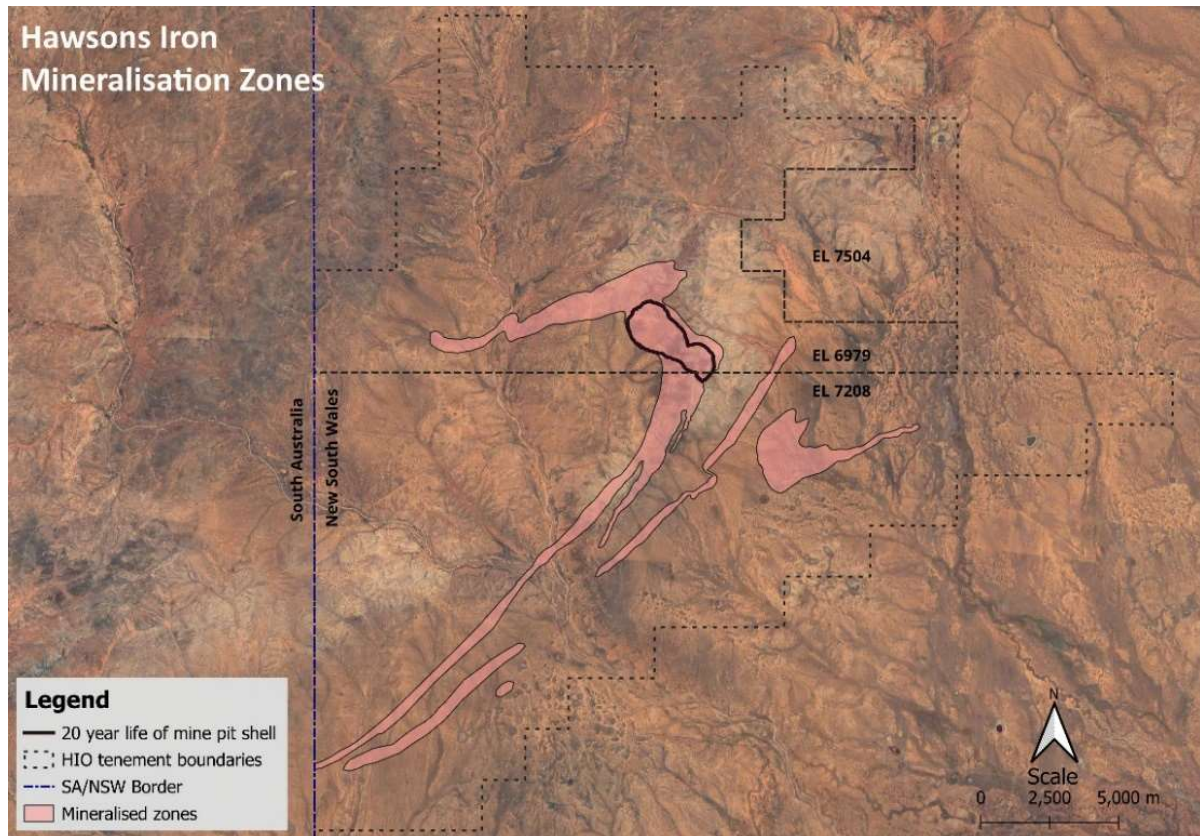 Hawsons Iron
Mineralisation Zones
EL 7504
EL 6979
EL 7208
South Australia
New South Wales
Legend
20 year life of mine pit shell
HIO tenement boundaries
SA/NSW Border
Mineralised zones
N
Scale
0 2,500 5,000 m